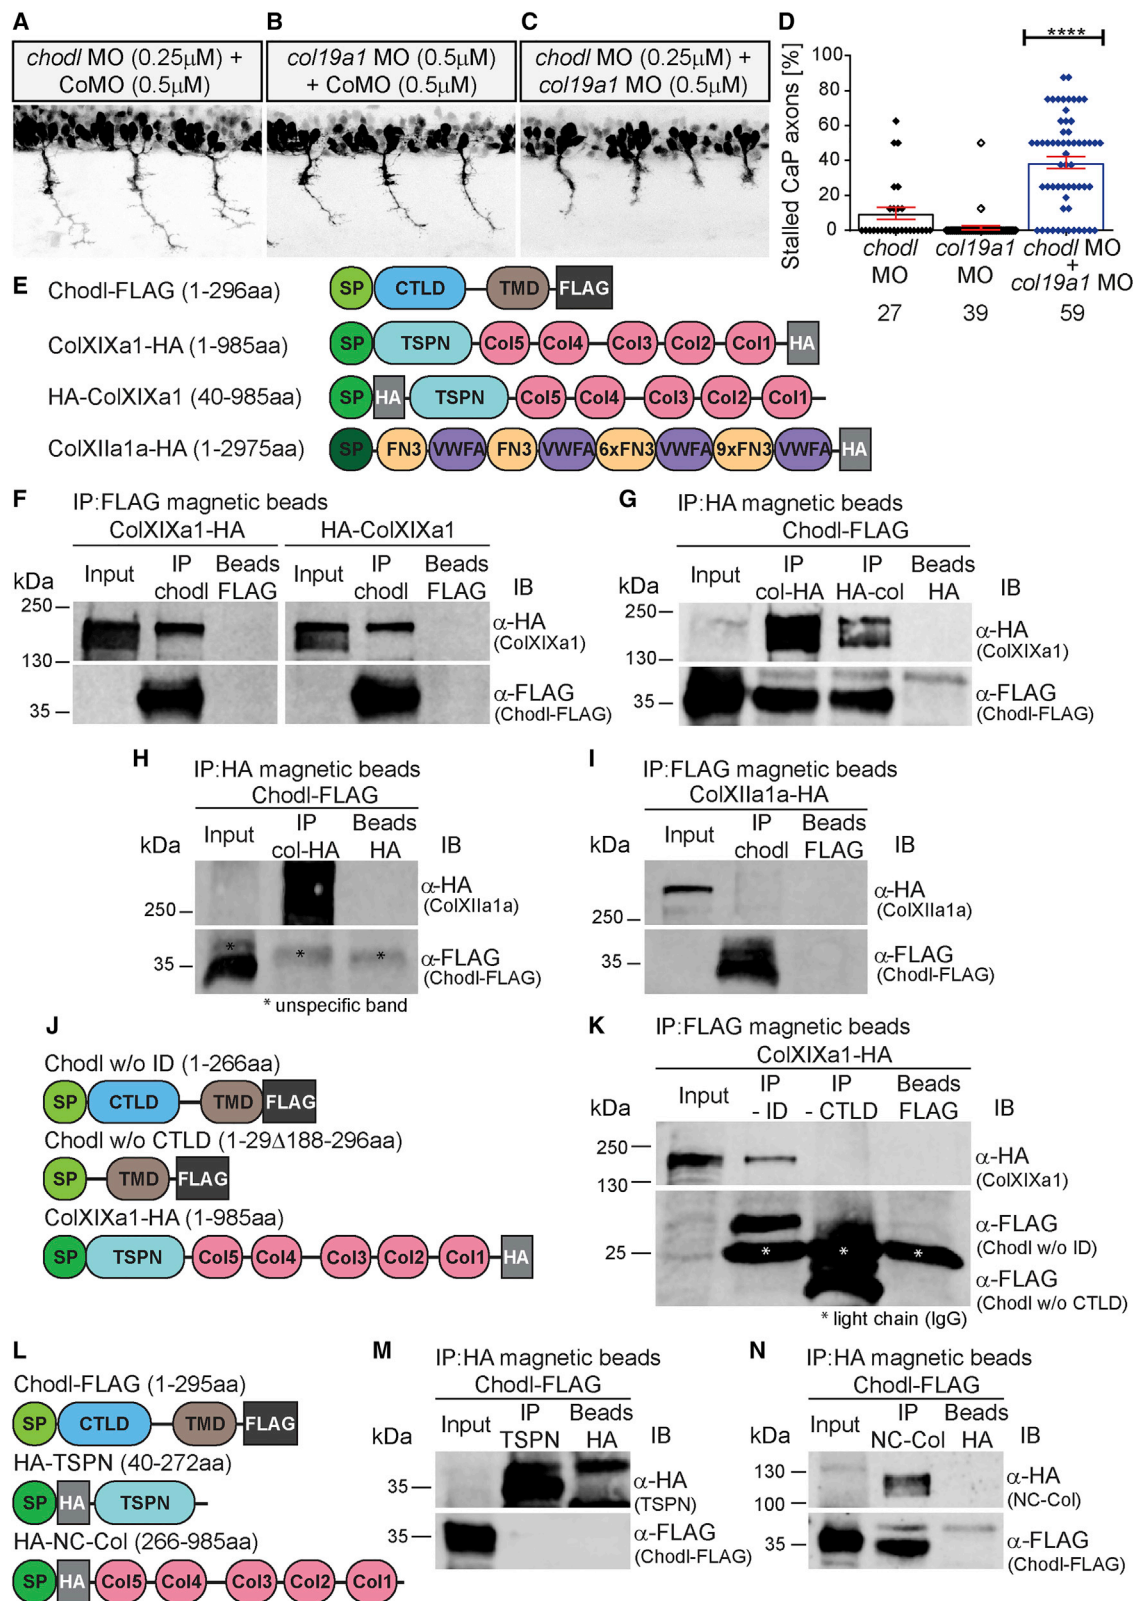 A
chodl MO (0.25µM) +
CoMO (0.5µM)
B
col19a1 MO (0.5µM)
+ CoMO (0.5µM)
C
chodl MO (0.25µM) +
col19a1 MO (0.5µM)
D
****
Stalled CaP axons [%]
100
80
60
40
20
0
chodl
MO
col19a1
MO
chodl MO
+
col19a1 MO
27
39
59
E
Chodl-FLAG (1-296aa)
SP CTLD TMD FLAG
ColXIXa1-HA (1-985aa)
SP TSPN Col5 Col4 Col3 Col2 Col1 HA
HA-ColXIXa1 (40-985aa)
SP HA TSPN Col5 Col4 Col3 Col2 Col1
ColXIIa1a-HA (1-2975aa)
SP FN3 VWFA FN3 VWFA 6xFN3 VWFA 9xFN3 VWFA HA
F
IP:FLAG magnetic beads
ColXIXa1-HA
HA-ColXIXa1
kDa
Input
IP
chodl
Beads
FLAG
Input
IP
chodl
Beads
FLAG
IB
250
130
35
α-HA
(ColXIXa1)
α-FLAG
(Chodl-FLAG)
G
IP:HA magnetic beads
Chodl-FLAG
kDa
Input
IP
col-HA
IP
HA-col
Beads
HA
IB
250
130
35
α-HA
(ColXIXa1)
α-FLAG
(Chodl-FLAG)
H
IP:HA magnetic beads
Chodl-FLAG
kDa
Input
IP
col-HA
Beads
HA
IB
250
35
α-HA
(ColXIIa1a)
α-FLAG
(Chodl-FLAG)
* * *
* unspecific band
I
IP:FLAG magnetic beads
ColXIIa1a-HA
kDa
Input
IP
chodl
Beads
FLAG
IB
250
35
α-HA
(ColXIIa1a)
α-FLAG
(Chodl-FLAG)
J
Chodl w/o ID (1-266aa)
SP CTLD TMD FLAG
Chodl w/o CTLD (1-29Δ188-296aa)
SP TMD FLAG
ColXIXa1-HA (1-985aa)
SP TSPN Col5 Col4 Col3 Col2 Col1 HA
K
IP:FLAG magnetic beads
ColXIXa1-HA
kDa
Input
IP
- ID
IP
- CTLD
Beads
FLAG
IB
250
130
25
α-HA
(ColXIXa1)
α-FLAG
(Chodl w/o ID)
α-FLAG
(Chodl w/o CTLD)
* * *
* light chain (IgG)
L
Chodl-FLAG (1-295aa)
SP CTLD TMD FLAG
HA-TSPN (40-272aa)
SP HA TSPN
HA-NC-Col (266-985aa)
SP HA Col5 Col4 Col3 Col2 Col1
M
IP:HA magnetic beads
Chodl-FLAG
kDa
Input
IP
TSPN
Beads
HA
IB
35
35
α-HA
(TSPN)
α-FLAG
(Chodl-FLAG)
N
IP:HA magnetic beads
Chodl-FLAG
kDa
Input
IP
NC-Col
Beads
HA
IB
130
100
35
α-HA
(NC-Col)
α-FLAG
(Chodl-FLAG)